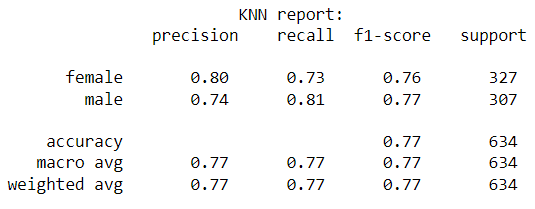 KNN report:
precision recall f1-score support
female 0.80 0.73 0.76 327
male 0.74 0.81 0.77 307
accuracy 0.77 634
macro avg 0.77 0.77 0.77 634
weighted avg 0.77 0.77 0.77 634